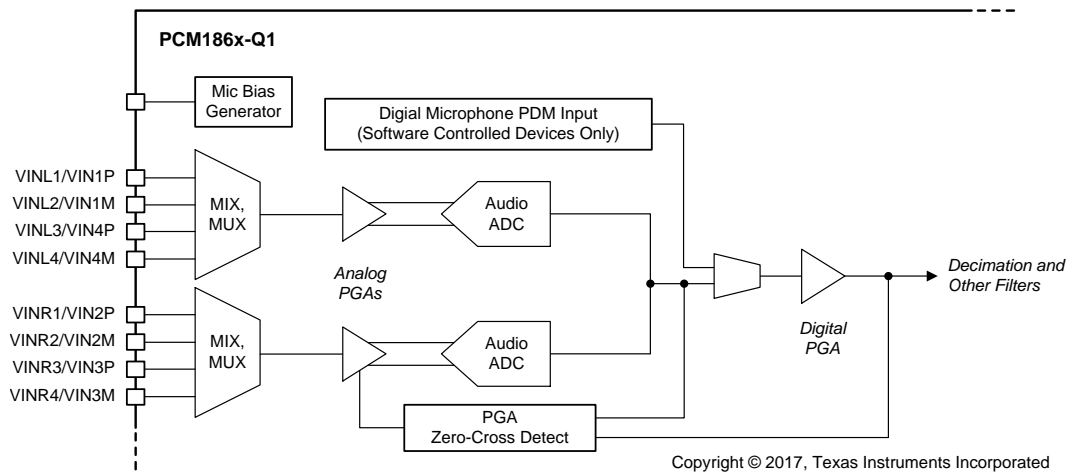 PCM186x-Q1
Mic Bias
Generator
Digial Microphone PDM Input
(Software Controlled Devices Only)
VINL1/VIN1P
VINL2/VIN1M
VINL3/VIN4P
VINL4/VIN4M
MIX,
MUX
Audio
ADC
Analog
PGAs
Decimation and
Other Filters
Digital
PGA
VINR1/VIN2P
VINR2/VIN2M
VINR3/VIN3P
VINR4/VIN3M
MIX,
MUX
Audio
ADC
PGA
Zero-Cross Detect
Copyright © 2017, Texas Instruments Incorporated